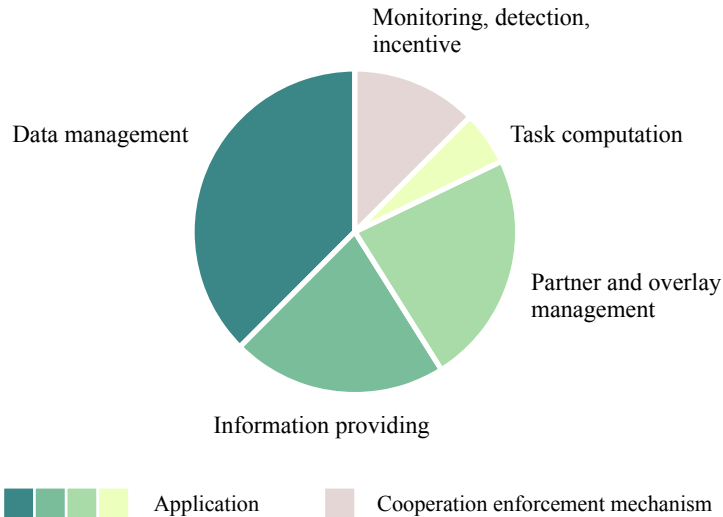 Monitoring, detection,
incentive
Data management
Task computation
Partner and overlay
management
Information providing
Application
Cooperation enforcement mechanism